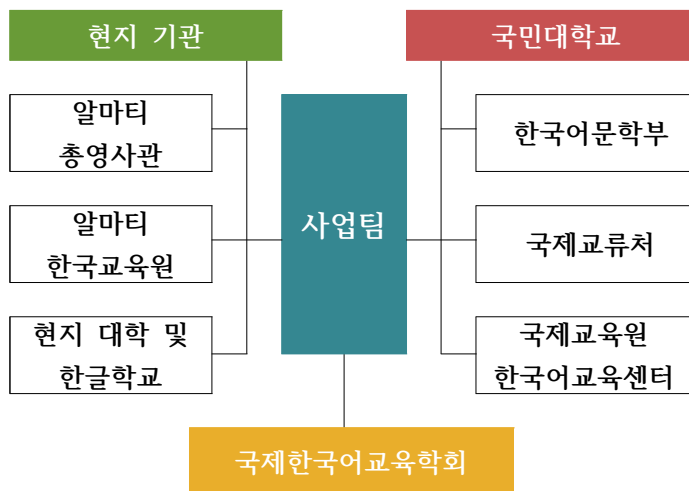 현지 기관
국민대학교
알마티
총영사관
알마티
한국교육원
현지 대학 및
한글학교
사업팀
한국어문학부
국제교류처
국제교육원
한국어교육센터
국제한국어교육학회